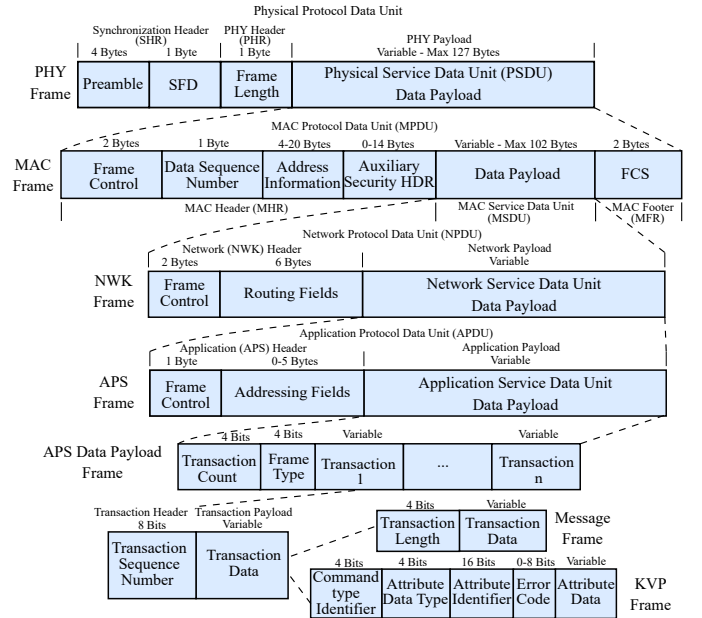 Physical Protocol Data Unit
Synchronization Header
(SHR)
PHY Header
(PHR)
PHY Payload
4 Bytes
1 Byte
1 Byte
Variable - Max 127 Bytes
PHY
Frame
Preamble
SFD
Frame
Length
Physical Service Data Unit (PSDU)
Data Payload
MAC Protocol Data Unit (MPDU)
2 Bytes
1 Byte
4-20 Bytes
0-14 Bytes
Variable - Max 102 Bytes
2 Bytes
MAC
Frame
Frame
Control
Data Sequence
Number
Address
Information
Auxiliary
Security HDR
Data Payload
FCS
MAC Header (MHR)
MAC Service Data Unit
(MSDU)
MAC Footer
(MFR)
Network Protocol Data Unit (NPDU)
Network (NWK) Header
Network Payload
2 Bytes
6 Bytes
Variable
NWK
Frame
Frame
Control
Routing Fields
Network Service Data Unit
Data Payload
Application Protocol Data Unit (APDU)
Application (APS) Header
Application Payload
1 Byte
0-5 Bytes
Variable
APS
Frame
Frame
Control
Addressing Fields
Application Service Data Unit
Data Payload
4 Bits
4 Bits
Variable
Variable
APS Data Payload
Frame
Transaction
Count
Frame
Type
Transaction
1
...
Transaction
n
Transaction Header
8 Bits
Transaction Payload
Variable
Transaction
Sequence
Number
Transaction
Data
4 Bits
Variable
Transaction
Length
Transaction
Data
Message
Frame
4 Bits
4 Bits
16 Bits
0-8 Bits
Variable
Command
type
Identifier
Attribute
Data Type
Attribute
Identifier
Error
Code
Attribute
Data
KVP
Frame